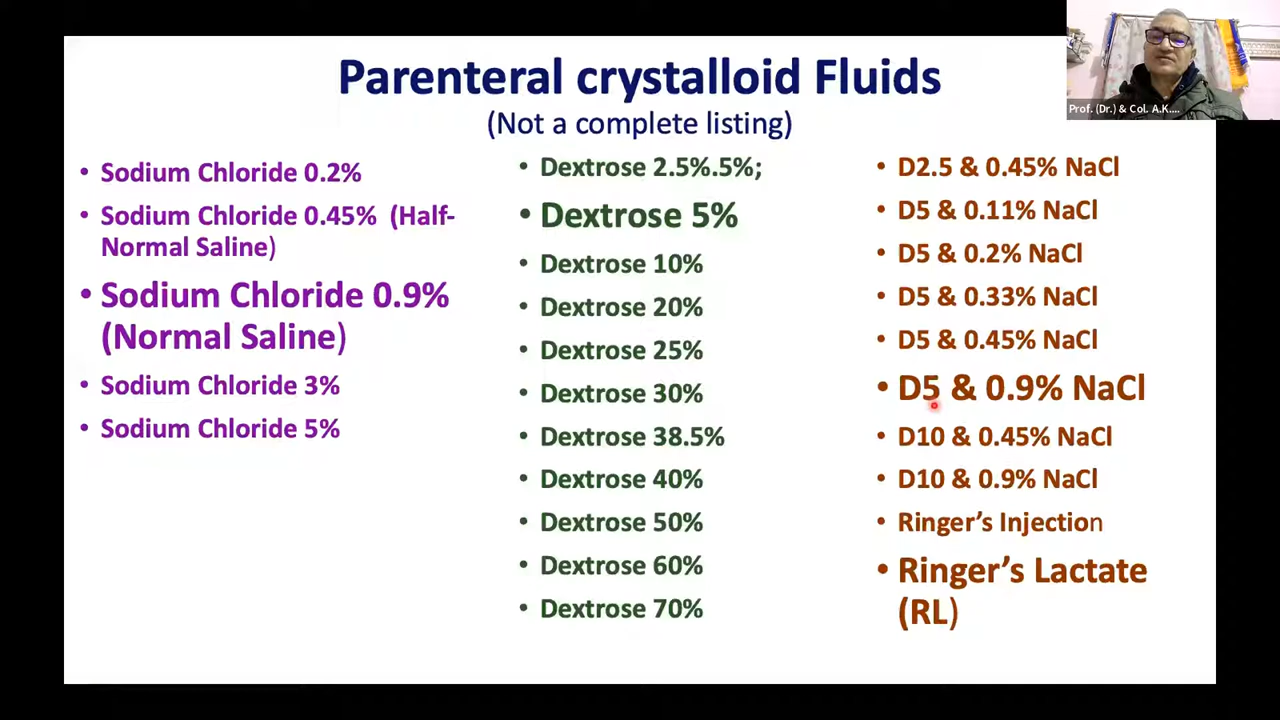 Parenteral crystalloid Fluids
(Not a complete listing)
• Sodium Chloride 0.2%
• Sodium Chloride 0.45%  (Half-
Normal Saline)
• Sodium Chloride 0.9%
(Normal Saline)
• Sodium Chloride 3%
• Sodium Chloride 5%
• Dextrose 2.5%.5%;
• Dextrose 5%
• Dextrose 10%
• Dextrose 20%
• Dextrose 25%
• Dextrose 30%
• Dextrose 38.5%
• Dextrose 40%
• Dextrose 50%
• Dextrose 60%
• Dextrose 70%
• D2.5 & 0.45% NaCl
• D5 & 0.11% NaCl
• D5 & 0.2% NaCl
• D5 & 0.33% NaCl
• D5 & 0.45% NaCl
• D5 & 0.9% NaCl
• D10 & 0.45% NaCl
• D10 & 0.9% NaCl
• Ringer’s Injection
• Ringer’s Lactate
(RL)
Prof. (Dr.) & Col. A.K....